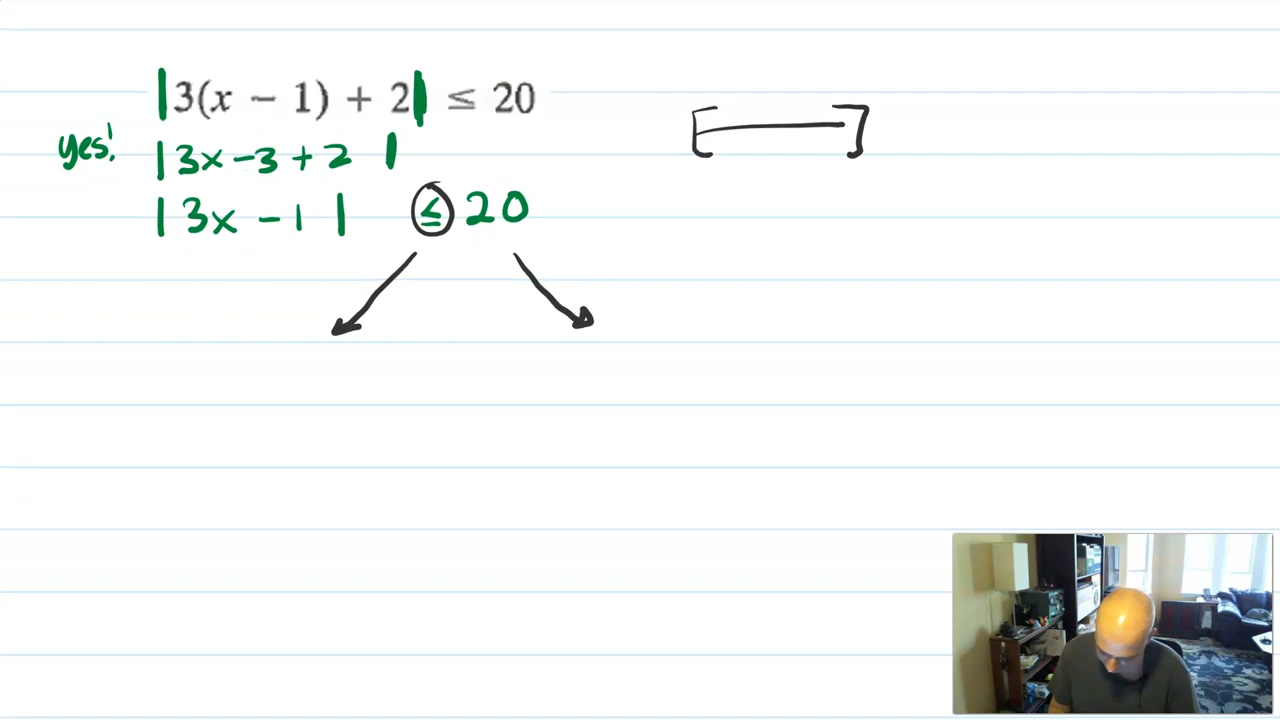 |3(x − 1) + 2| ≤ 20
yes! |3x -3 + 2 |
|3x - 1 | ≤ 20